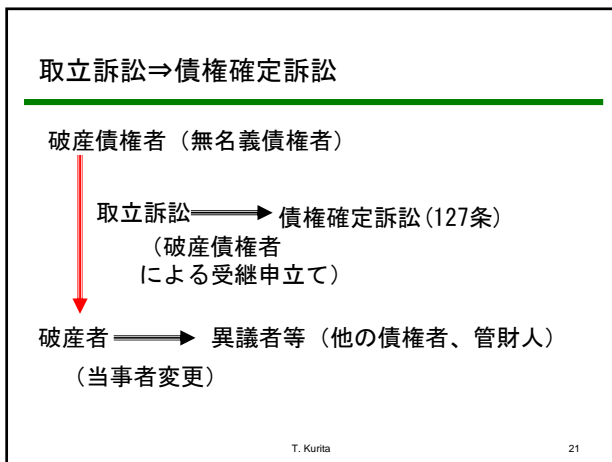 取立訴訟⇒債権確定訴訟
破産債権者（無名義債権者）
取立訴訟 債権確定訴訟(127条)
（破産債権者
による受継申立て）
破産者 異議者等（他の債権者、管財人）
（当事者変更）
T. Kurita 21